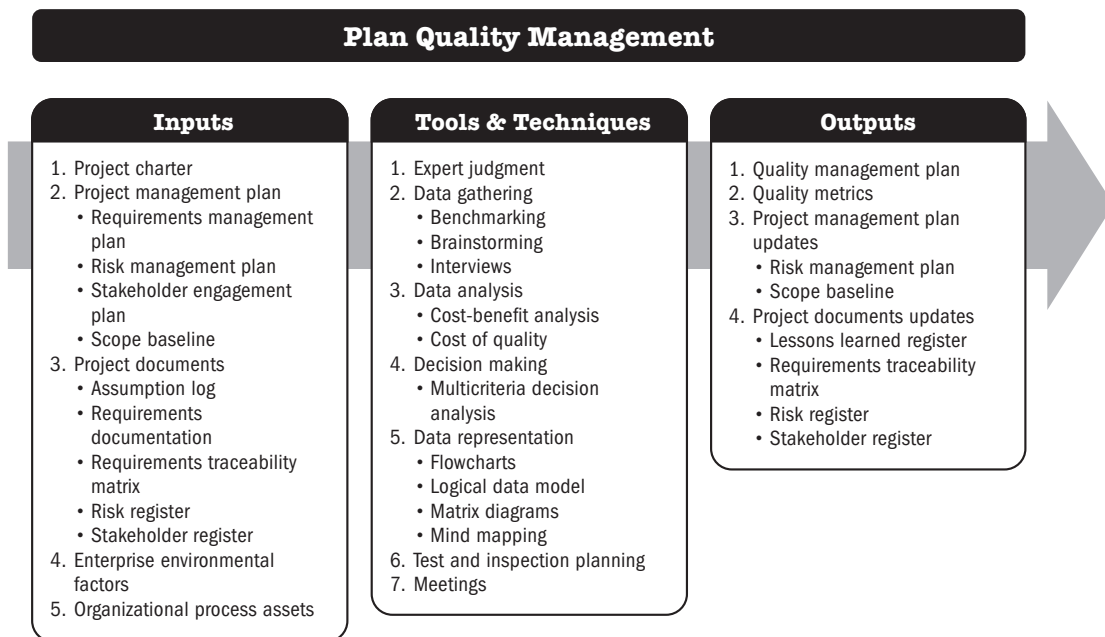 Plan Quality Management
Inputs
1. Project charter
2. Project management plan
• Requirements management
plan
• Risk management plan
• Stakeholder engagement
plan
• Scope baseline
3. Project documents
• Assumption log
• Requirements
documentation
• Requirements traceability
matrix
• Risk register
• Stakeholder register
4. Enterprise environmental
factors
5. Organizational process assets
Tools & Techniques
1. Expert judgment
2. Data gathering
• Benchmarking
• Brainstorming
• Interviews
3. Data analysis
• Cost-benefit analysis
• Cost of quality
4. Decision making
• Multicriteria decision
analysis
5. Data representation
• Flowcharts
• Logical data model
• Matrix diagrams
• Mind mapping
6. Test and inspection planning
7. Meetings
Outputs
1. Quality management plan
2. Quality metrics
3. Project management plan
updates
• Risk management plan
• Scope baseline
4. Project documents updates
• Lessons learned register
• Requirements traceability
matrix
• Risk register
• Stakeholder register